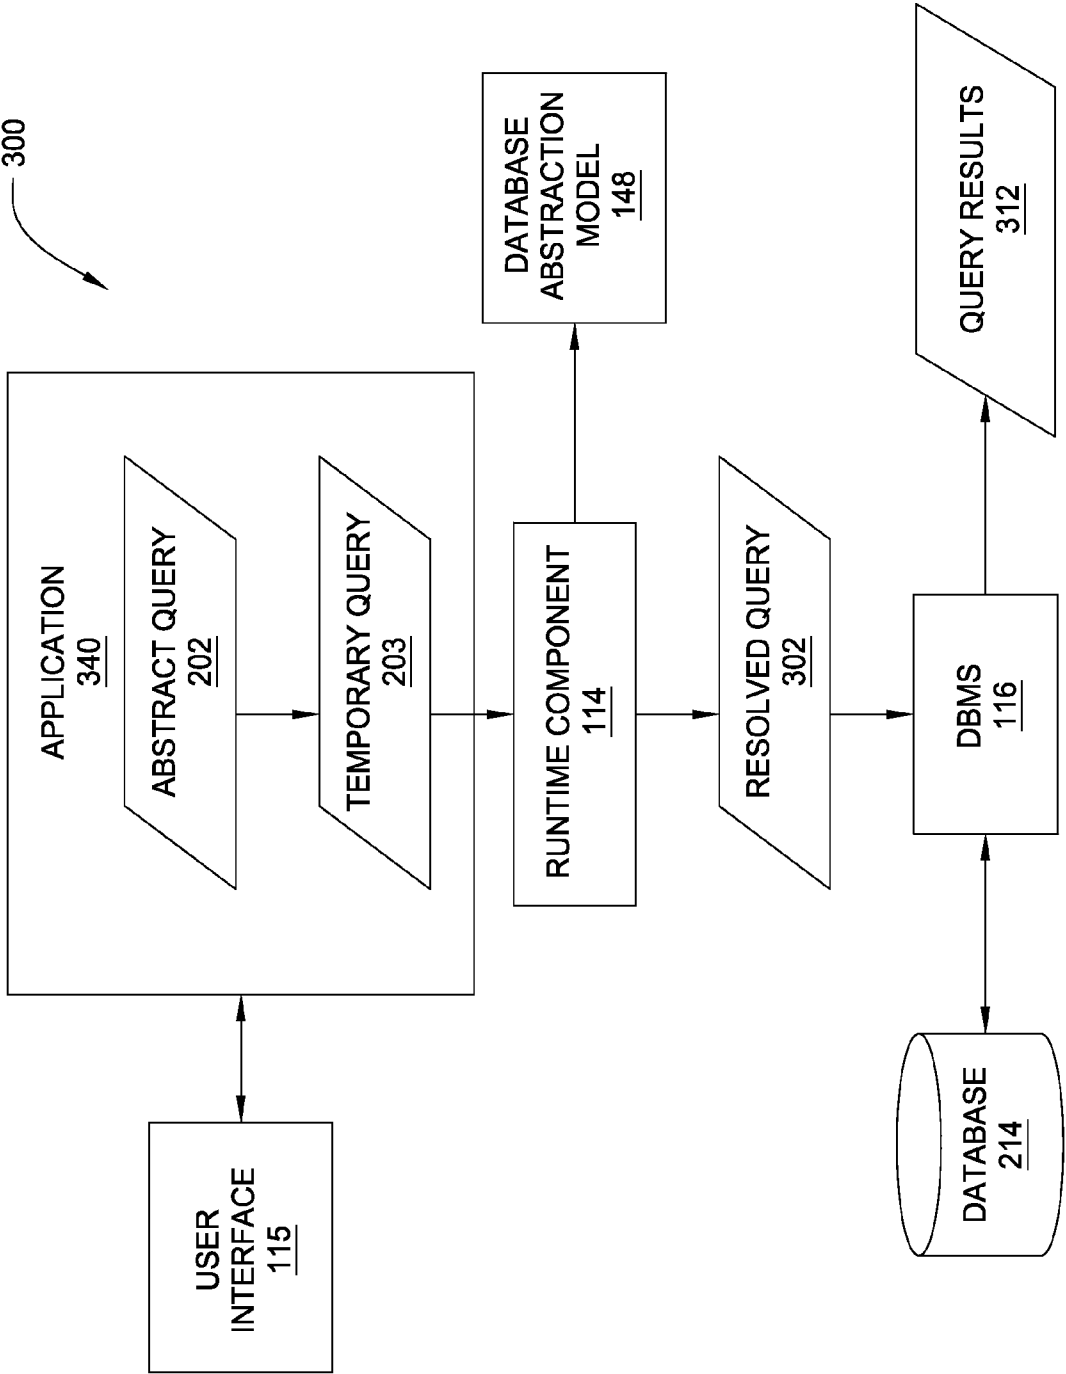 300
APPLICATION
340
ABSTRACT QUERY
202
TEMPORARY QUERY
203
USER
INTERFACE
115
RUNTIME COMPONENT
114
DATABASE
ABSTRACTION
MODEL
148
RESOLVED QUERY
302
DATABASE
214
DBMS
116
QUERY RESULTS
312